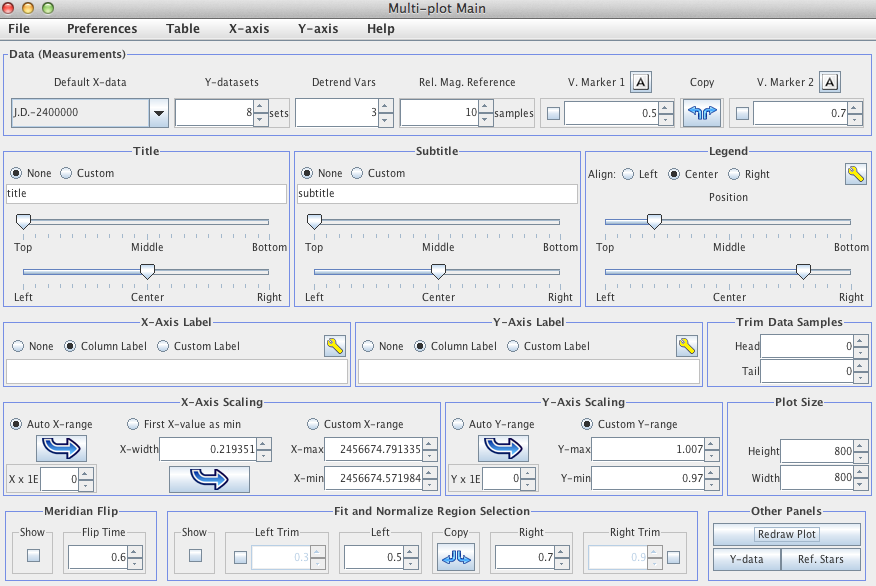 Multi-plot Main
File Preferences Table X-axis Y-axis Help
Data (Measurements)
Default X-data Y-datasets Detrend Vars Rel. Mag. Reference V. Marker 1 A Copy V. Marker 2 A
J.D.-2400000 8 sets 3 10 samples 0.5 0.7
Title Subtitle Legend
None Custom None Custom Align: Left Center Right
title subtitle Position
Top Middle Bottom Top Middle Bottom Top Middle Bottom
Left Center Right Left Center Right Left Center Right
X-Axis Label Y-Axis Label Trim Data Samples
None Column Label Custom Label None Column Label Custom Label Head 0
Tail 0
X-Axis Scaling Y-Axis Scaling Plot Size
Auto X-range First X-value as min Custom X-range Auto Y-range Custom Y-range
X-width 0.219351 X-max 2456674.791335 Y-max 1.007 Height 800
X x 1E 0 X-min 2456674.571984 Y x 1E 0 Y-min 0.97 Width 800
Meridian Flip Fit and Normalize Region Selection Other Panels
Show Flip Time Show Left Trim Left Copy Right Right Trim Redraw Plot
0.6 0.3 0.5 0.7 0.9 Y-data Ref. Stars